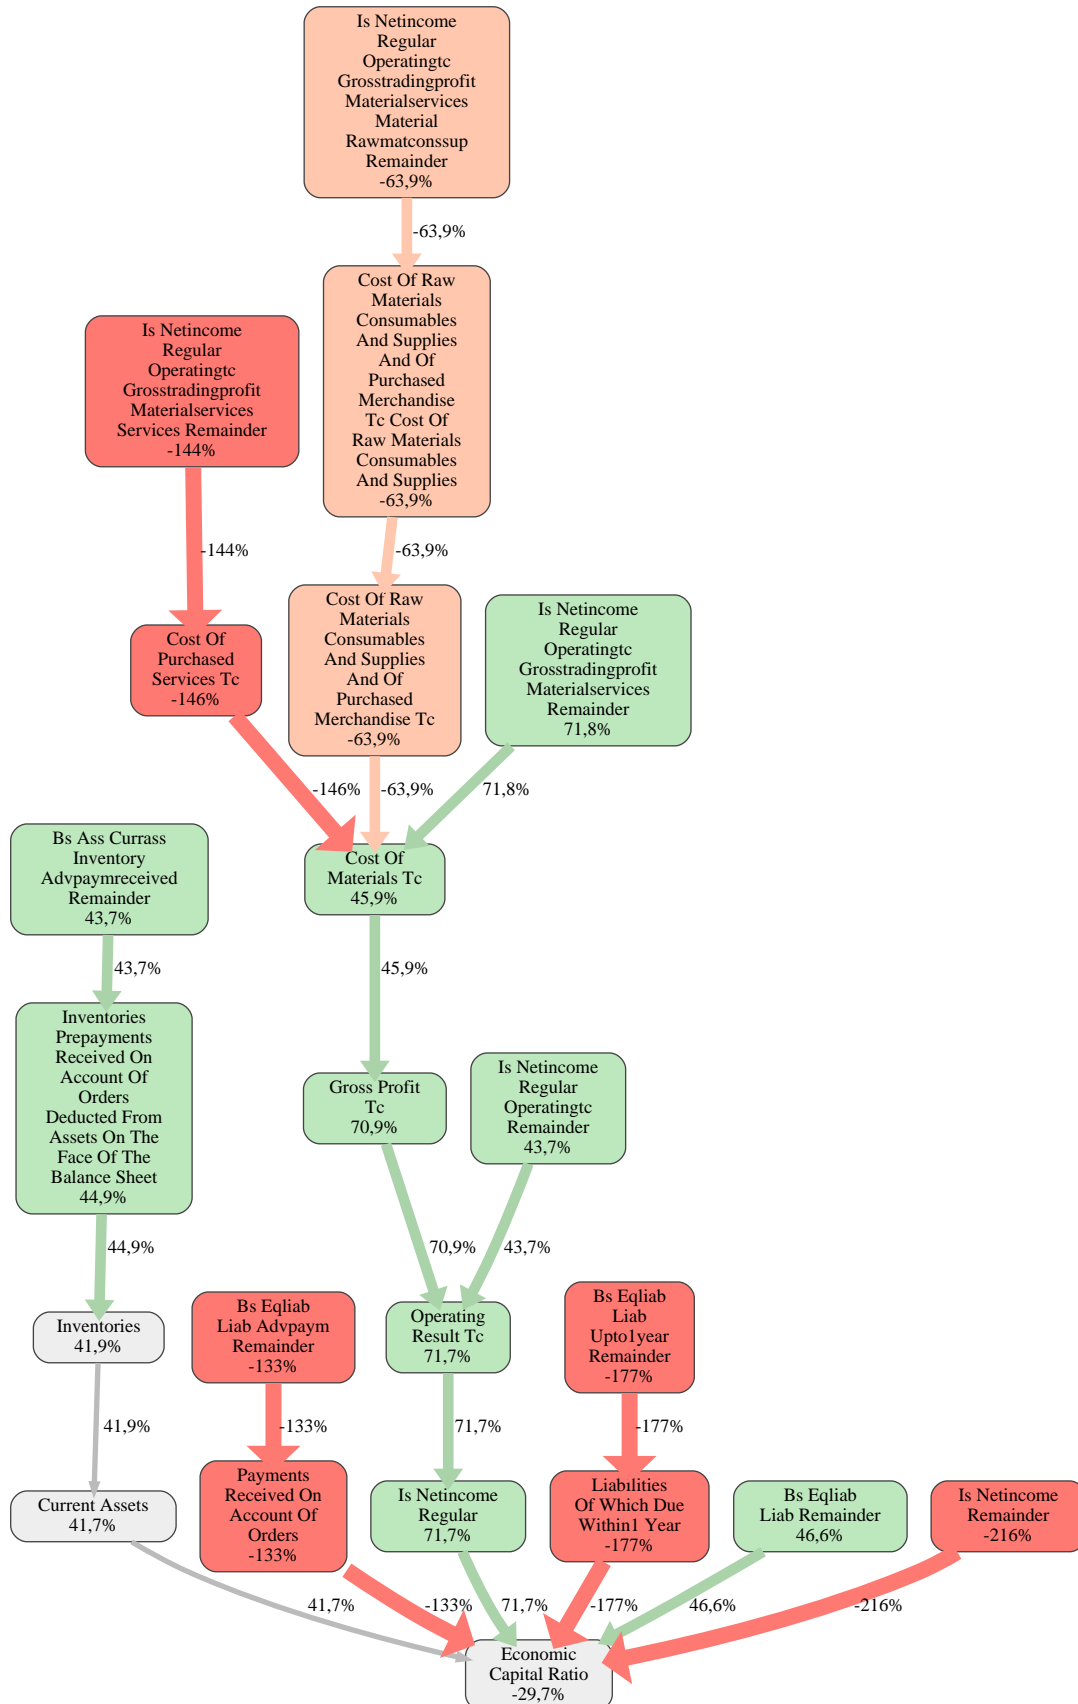 Is Netincome
Regular
Operatingtc
Grosstradingprofit
Materialservices
Material
Rawmatconssup
Remainder
-63,9%
-63,9%
Cost Of Raw
Materials
Consumables
And Supplies
And Of
Purchased
Merchandise
Tc Cost Of
Raw Materials
Consumables
And Supplies
-63,9%
Is Netincome
Regular
Operatingtc
Grosstradingprofit
Materialservices
Services Remainder
-144%
-144%
-63,9%
Cost Of Raw
Materials
Consumables
And Supplies
And Of
Purchased
Merchandise Tc
-63,9%
Is Netincome
Regular
Operatingtc
Grosstradingprofit
Materialservices
Remainder
71,8%
Cost Of
Purchased
Services Tc
-146%
-146%
-63,9%
71,8%
Bs Ass Currass
Inventory
Advpaymreceived
Remainder
43,7%
Cost Of
Materials Tc
45,9%
43,7%
45,9%
Inventories
Prepayments
Received On
Account Of
Orders
Deducted From
Assets On The
Face Of The
Balance Sheet
44,9%
Gross Profit
Tc
70,9%
Is Netincome
Regular
Operatingtc
Remainder
43,7%
44,9%
70,9%
43,7%
Inventories
41,9%
Bs Eqliab
Liab Advpaym
Remainder
-133%
Operating
Result Tc
71,7%
Bs Eqliab
Liab
Upto1year
Remainder
-177%
41,9%
-133%
71,7%
-177%
Current Assets
41,7%
Payments
Received On
Account Of
Orders
-133%
Is Netincome
Regular
71,7%
Liabilities
Of Which Due
Within1 Year
-177%
Bs Eqliab
Liab Remainder
46,6%
Is Netincome
Remainder
-216%
41,7%
-133%
71,7%
-177%
46,6%
-216%
Economic
Capital Ratio
-29,7%